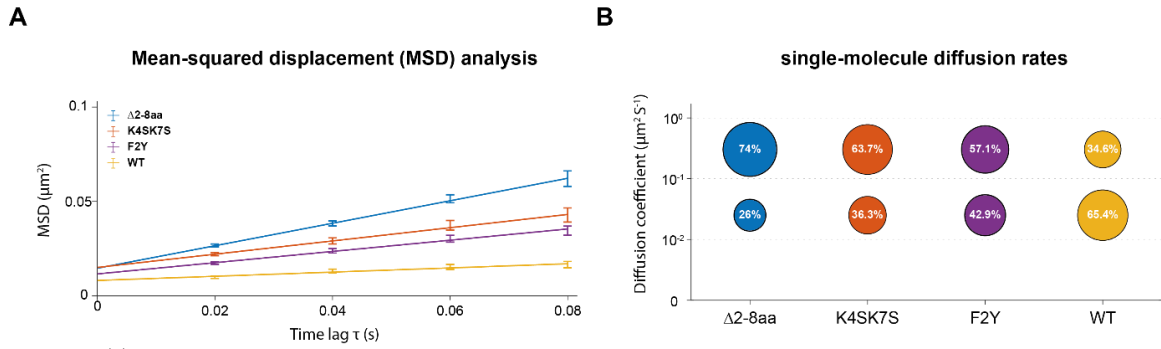 A
Mean-squared displacement (MSD) analysis
0.1
0.05
0
MSD (μm²)
Δ2-8aa
K4SK7S
F2Y
WT
0 0.02 0.04 0.06 0.08
Time lag τ (s)
B
single-molecule diffusion rates
Diffusion coefficient (μm² S⁻¹)
10⁰
10⁻¹
10⁻²
0
74% 63.7% 57.1% 34.6%
26% 36.3% 42.9% 65.4%
Δ2-8aa K4SK7S F2Y WT